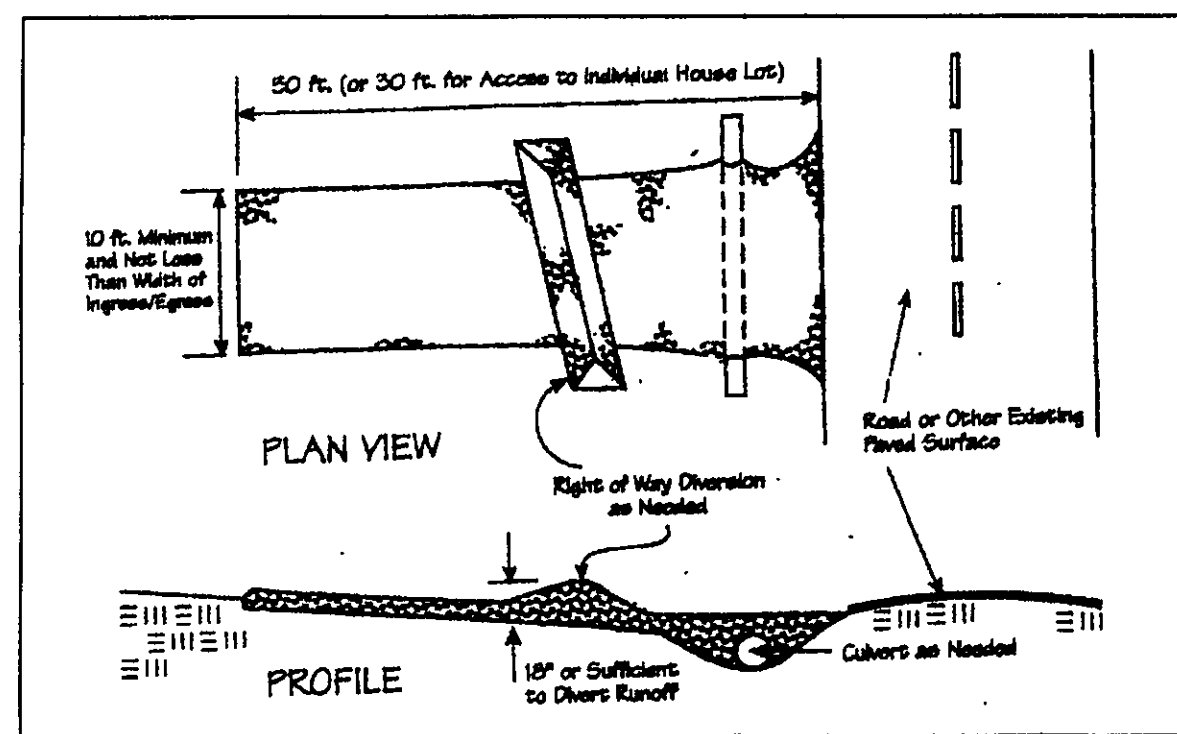 50 ft. (or 30 ft. for Access to Individual House Lot)
10 ft. Minimum
and Not Less
Than Width of
Ingress/Egress
PLAN VIEW
Road or Other Existing
Paved Surface
Right of Way Diversion
as Needed
Culvert as Needed
18" or Sufficient
to Divert Runoff
PROFILE